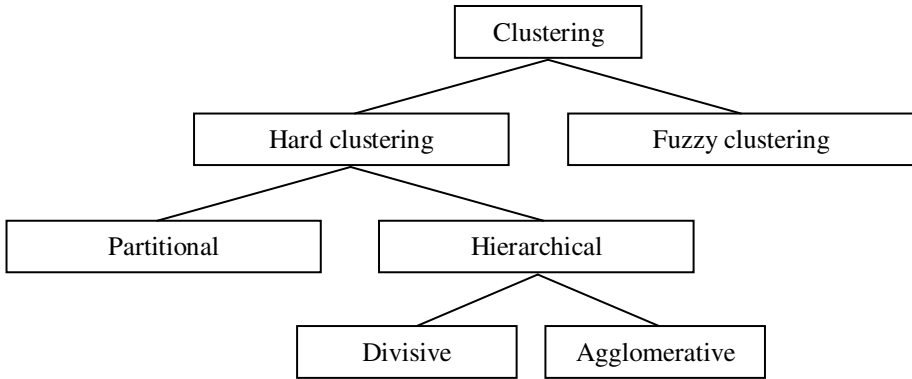 Clustering
Hard clustering
Fuzzy clustering
Partitional
Hierarchical
Divisive
Agglomerative